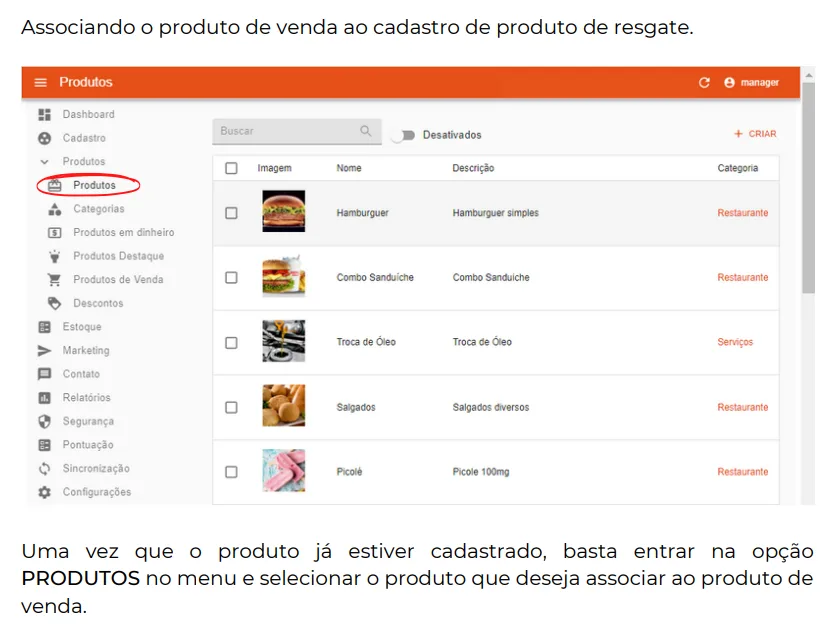 Associando o produto de venda ao cadastro de produto de resgate.
Produtos
manager
Dashboard
Cadastro
Produtos
Produtos
Categorias
Produtos em dinheiro
Produtos Destaque
Produtos de Venda
Descontos
Estoque
Marketing
Contato
Relatórios
Segurança
Pontuação
Sincronização
Configurações
Buscar
Desativados
+ CRIAR
Imagem Nome Descrição Categoria
Hamburguer Hamburguer simples Restaurante
Combo Sanduíche Combo Sanduiche Restaurante
Troca de Óleo Troca de Óleo Serviços
Salgados Salgados diversos Restaurante
Picolé Picole 100mg Restaurante
Uma vez que o produto já estiver cadastrado, basta entrar na opção
PRODUTOS no menu e selecionar o produto que deseja associar ao produto de
venda.